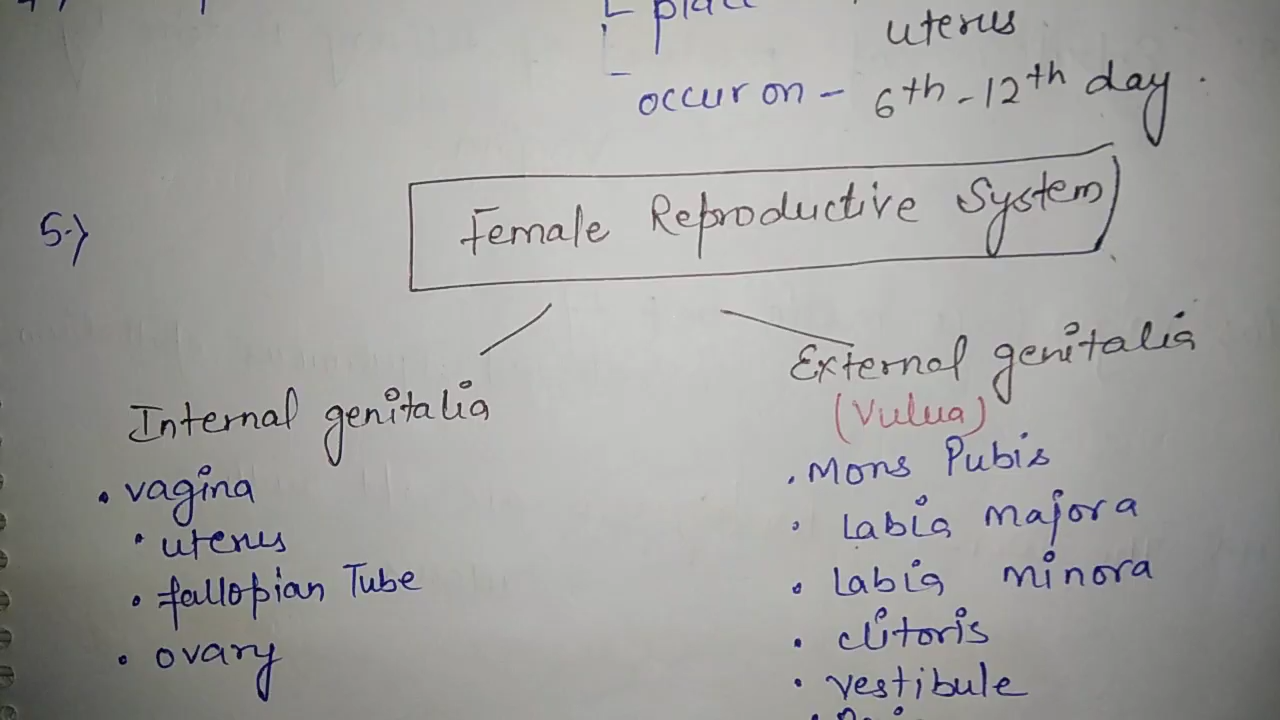 uterus
occur on - 6th - 12th day.
5.)
Female Reproductive System
Internal genitalia
External genitalia
(Vulua)
• vagina
• uterus
• fallopian Tube
• ovary
• Mons Pubis
• Labia majora
• Labia minora
• clitoris
• vestibule